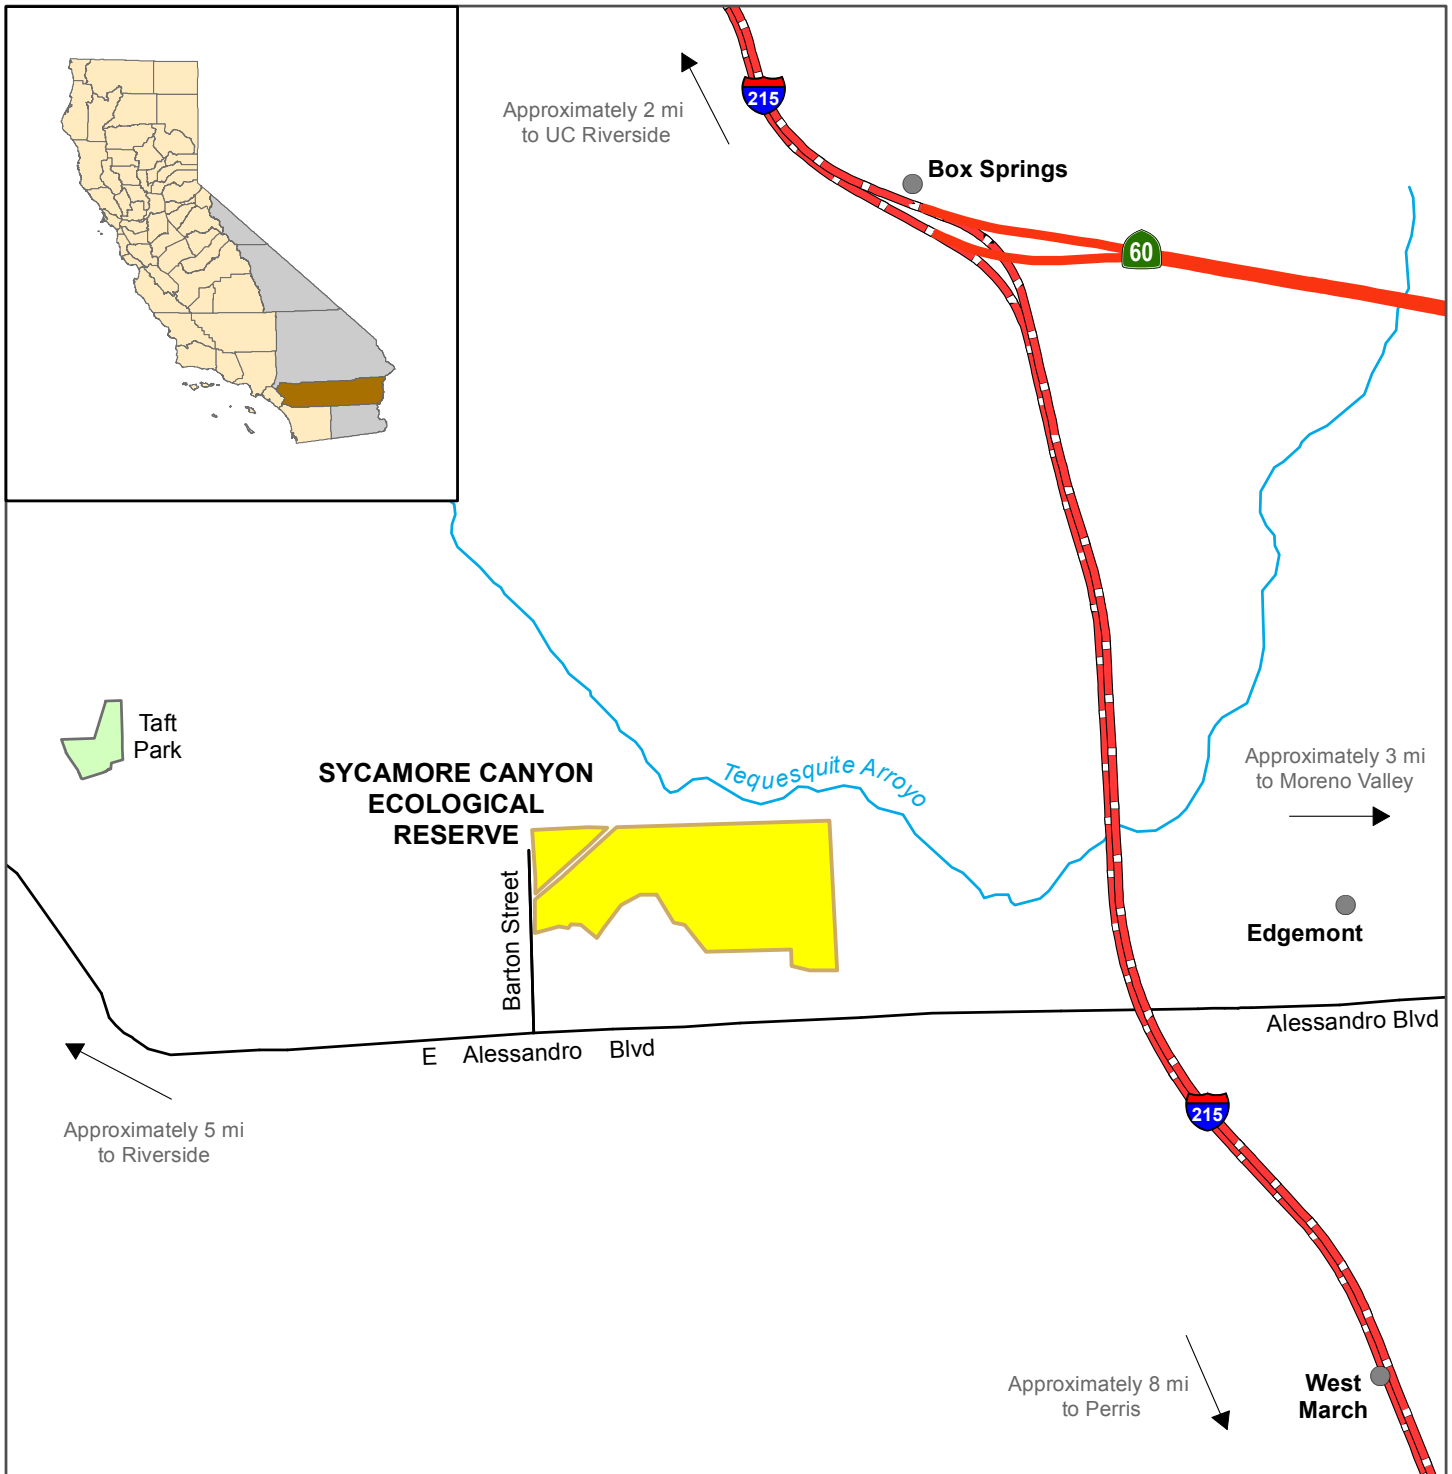 215
Approximately 2 mi
to UC Riverside
Box Springs
60
Taft
Park
SYCAMORE CANYON
ECOLOGICAL
RESERVE
Tequesquite Arroyo
Approximately 3 mi
to Moreno Valley
Barton Street
Edgemont
Alessandro Blvd
E Alessandro Blvd
215
Approximately 5 mi
to Riverside
Approximately 8 mi
to Perris
West
March